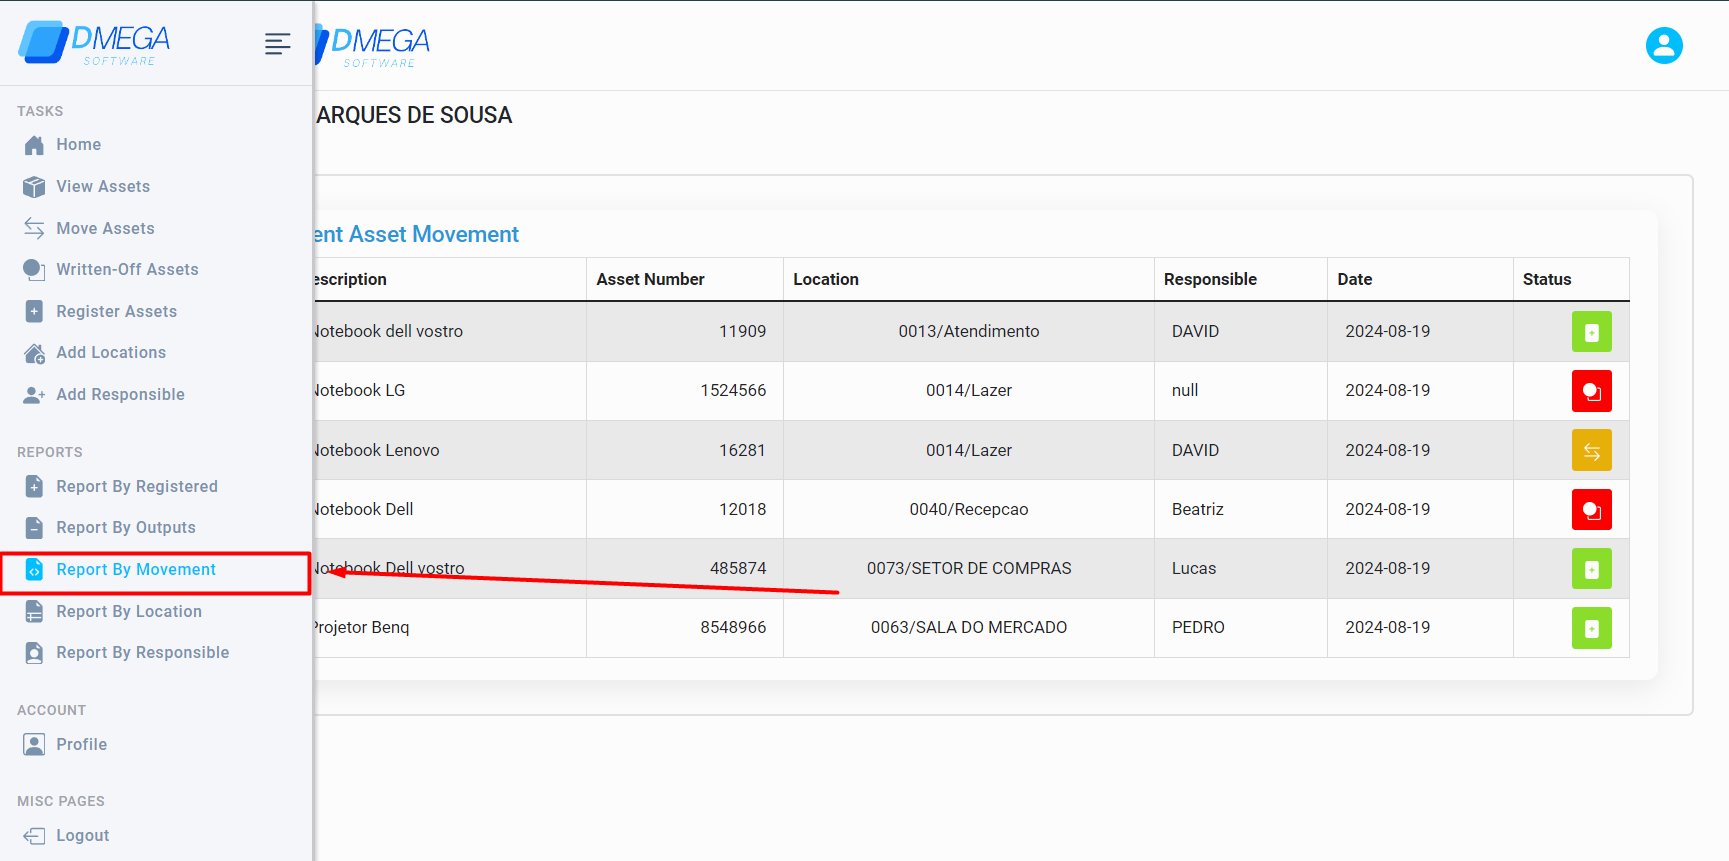 DMEGA
SOFTWARE
TASKS
Home
View Assets
Move Assets
Written-Off Assets
Register Assets
Add Locations
Add Responsible
REPORTS
Report By Registered
Report By Outputs
Report By Movement
Report By Location
Report By Responsible
ACCOUNT
Profile
MISC PAGES
Logout
DMEGA
SOFTWARE
ARQUES DE SOUSA
ent Asset Movement
escription Asset Number Location Responsible Date Status
Notebook dell vostro 11909 0013/Atendimento DAVID 2024-08-19
Notebook LG 1524566 0014/Lazer null 2024-08-19
Notebook Lenovo 16281 0014/Lazer DAVID 2024-08-19
Notebook Dell 12018 0040/Recepcao Beatriz 2024-08-19
Notebook Dell vostro 485874 0073/SETOR DE COMPRAS Lucas 2024-08-19
Projetor Benq 8548966 0063/SALA DO MERCADO PEDRO 2024-08-19